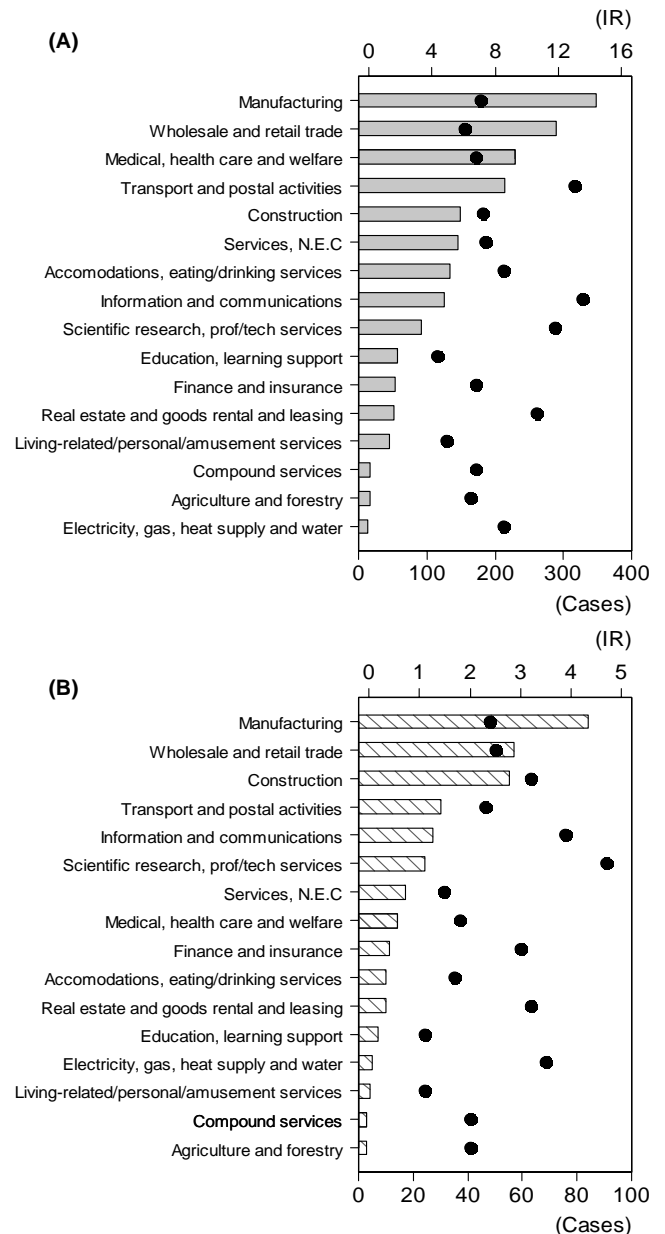 (A)
(IR)
0 4 8 12 16
Manufacturing
Wholesale and retail trade
Medical, health care and welfare
Transport and postal activities
Construction
Services, N.E.C
Accomodations, eating/drinking services
Information and communications
Scientific research, prof/tech services
Education, learning support
Finance and insurance
Real estate and goods rental and leasing
Living-related/personal/amusement services
Compound services
Agriculture and forestry
Electricity, gas, heat supply and water
0 100 200 300 400
(Cases)
(B)
(IR)
0 1 2 3 4 5
Manufacturing
Wholesale and retail trade
Construction
Transport and postal activities
Information and communications
Scientific research, prof/tech services
Services, N.E.C
Medical, health care and welfare
Finance and insurance
Accomodations, eating/drinking services
Real estate and goods rental and leasing
Education, learning support
Electricity, gas, heat supply and water
Living-related/personal/amusement services
Compound services
Agriculture and forestry
0 20 40 60 80 100
(Cases)